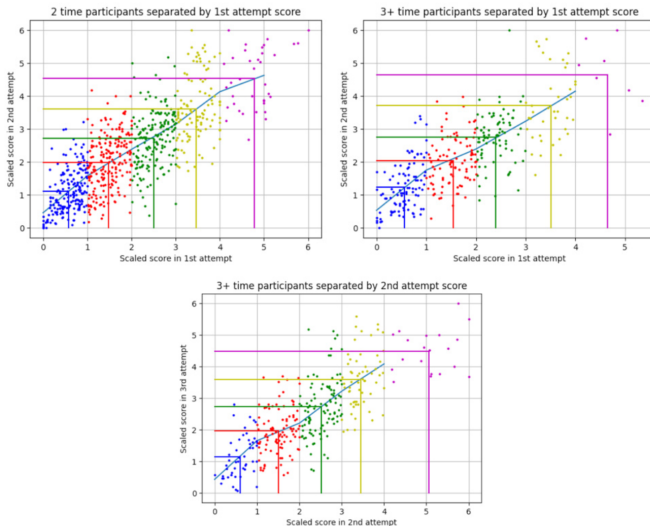 2 time participants separated by 1st attempt score
6
5
4
3
2
1
0
Scaled score in 2nd attempt
0 1 2 3 4 5 6
Scaled score in 1st attempt
3+ time participants separated by 1st attempt score
6
5
4
3
2
1
0
Scaled score in 2nd attempt
0 1 2 3 4 5
Scaled score in 1st attempt
3+ time participants separated by 2nd attempt score
6
5
4
3
2
1
0
Scaled score in 3rd attempt
0 1 2 3 4 5 6
Scaled score in 2nd attempt